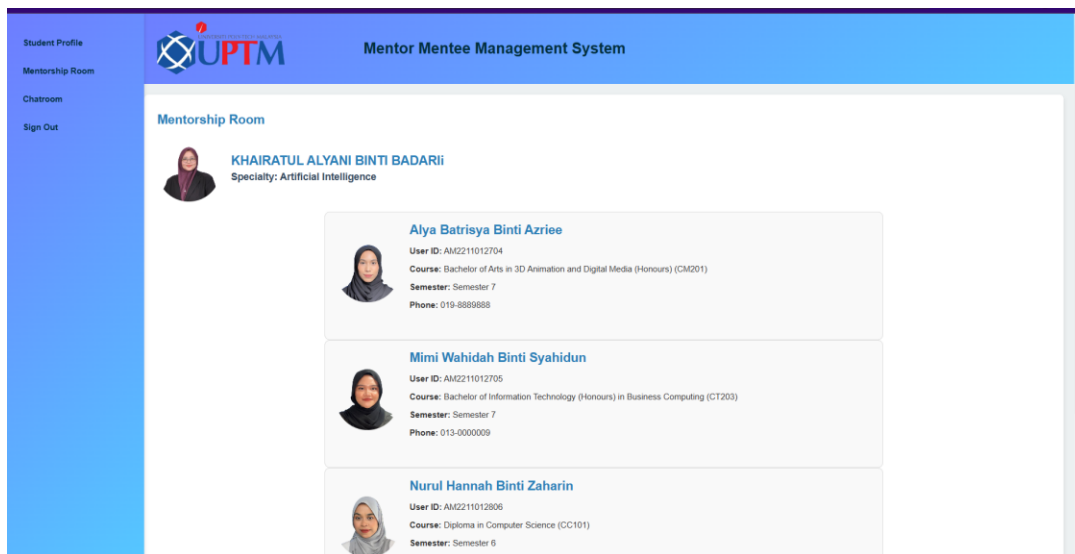 Student Profile
Mentorship Room
Chatroom
Sign Out
UPTM
Mentor Mentee Management System
Mentorship Room
KHAIRATUL ALYANI BINTI BADARIi
Specialty: Artificial Intelligence
Alya Batrisya Binti Azriee
User ID: AM2211012704
Course: Bachelor of Arts in 3D Animation and Digital Media (Honours) (CM201)
Semester: Semester 7
Phone: 019-8889888
Mimi Wahidah Binti Syahidun
User ID: AM2211012705
Course: Bachelor of Information Technology (Honours) in Business Computing (CT203)
Semester: Semester 7
Phone: 013-0000009
Nurul Hannah Binti Zaharin
User ID: AM2211012806
Course: Diploma in Computer Science (CC101)
Semester: Semester 6